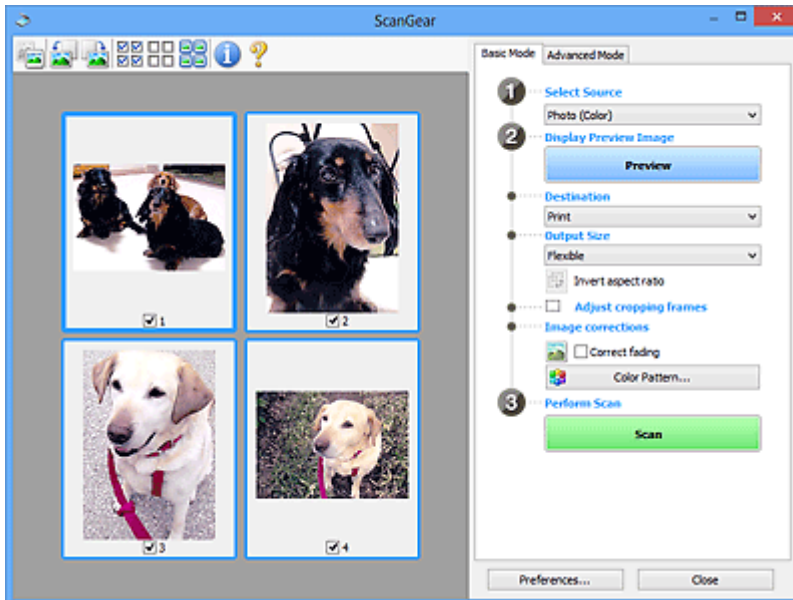 ScanGear
Basic Mode
Advanced Mode
1
Select Source
Photo (Color)
2
Display Preview Image
Preview
Destination
Print
Output Size
Flexible
Invert aspect ratio
Adjust cropping frames
Image corrections
Correct fading
Color Pattern...
3
Perform Scan
Scan
1
2
3
4
Preferences...
Close